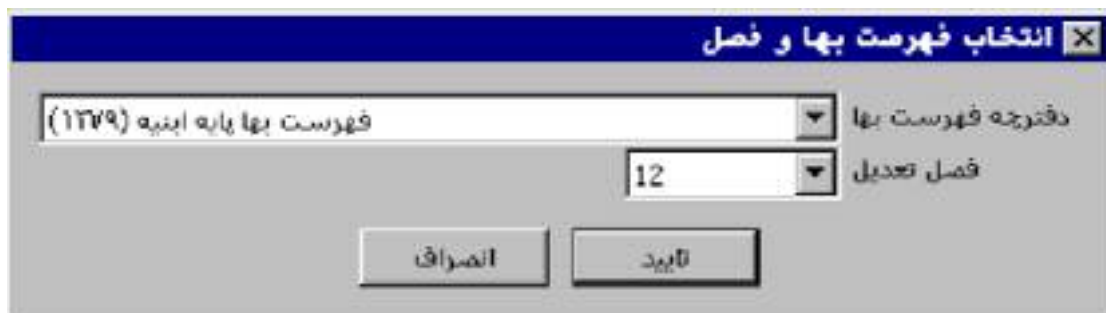 انتخاب فهرست بها و فصل
دفترچه فهرست بها فهرست بها پایه ابنیه (۱۳۷۹)
فصل تعدیل 12
تایید انصراف